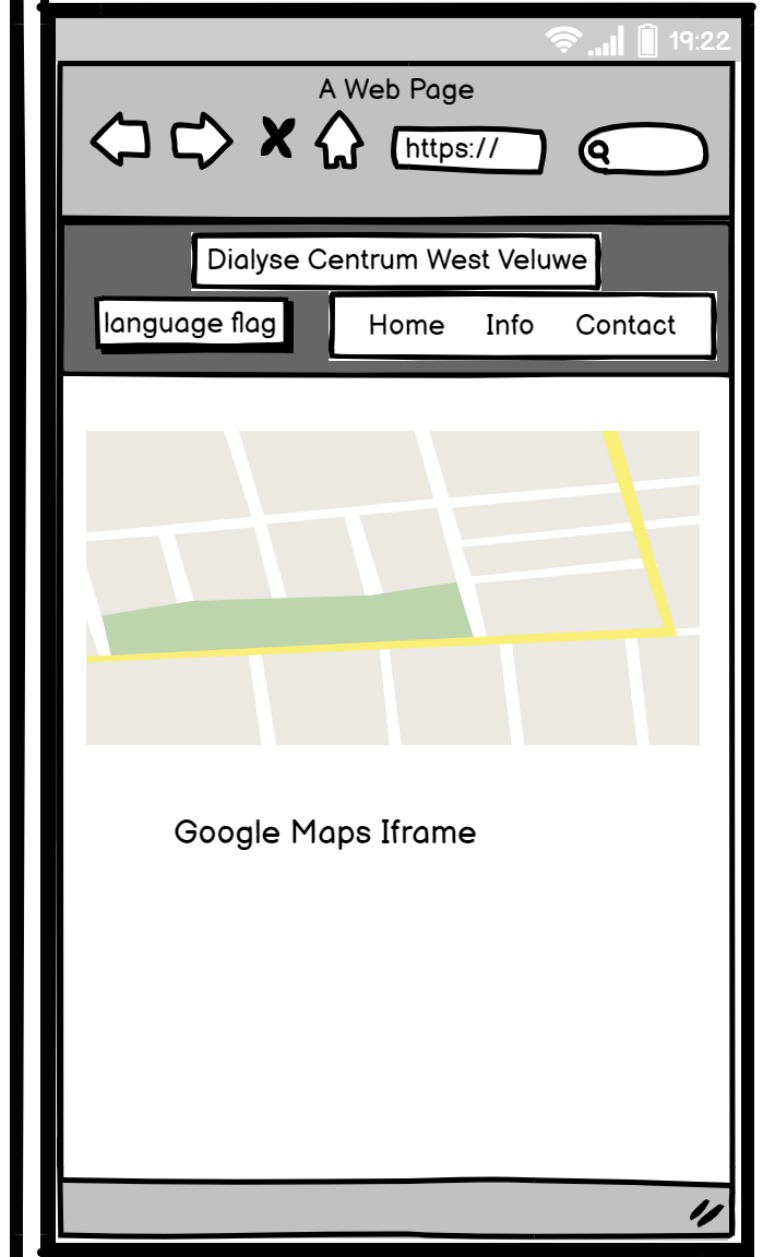 19:22
A Web Page
https://
Dialyse Centrum West Veluwe
language flag
Home Info Contact
Google Maps Iframe